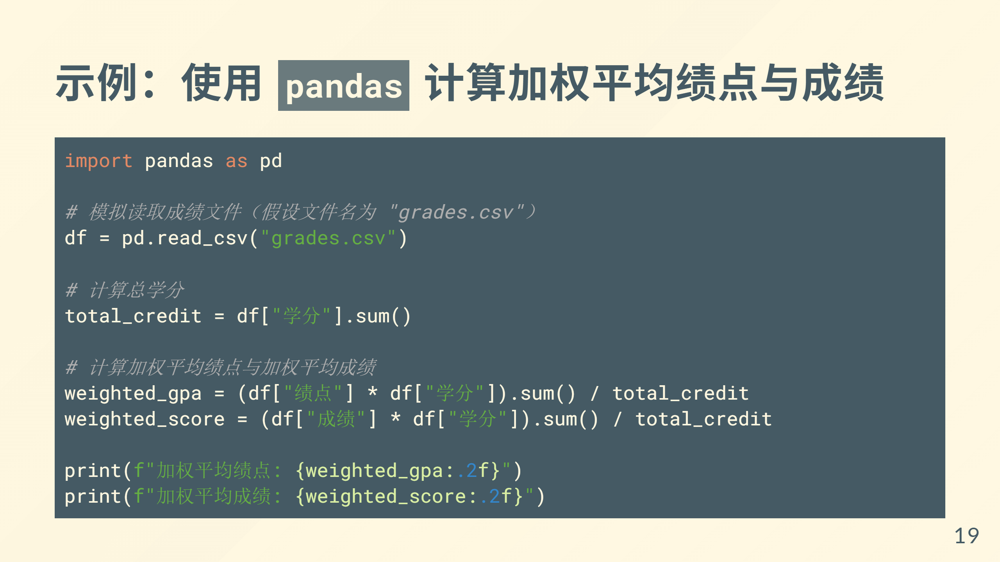 示例：使用 pandas 计算加权平均绩点与成绩
import pandas as pd
# 模拟读取成绩文件（假设文件名为 "grades.csv"）
df = pd.read_csv("grades.csv")
# 计算总学分
total_credit = df["学分"].sum()
# 计算加权平均绩点与加权平均成绩
weighted_gpa = (df["绩点"] * df["学分"]).sum() / total_credit
weighted_score = (df["成绩"] * df["学分"]).sum() / total_credit
print(f"加权平均绩点：{weighted_gpa:.2f}")
print(f"加权平均成绩：{weighted_score:.2f}")
19